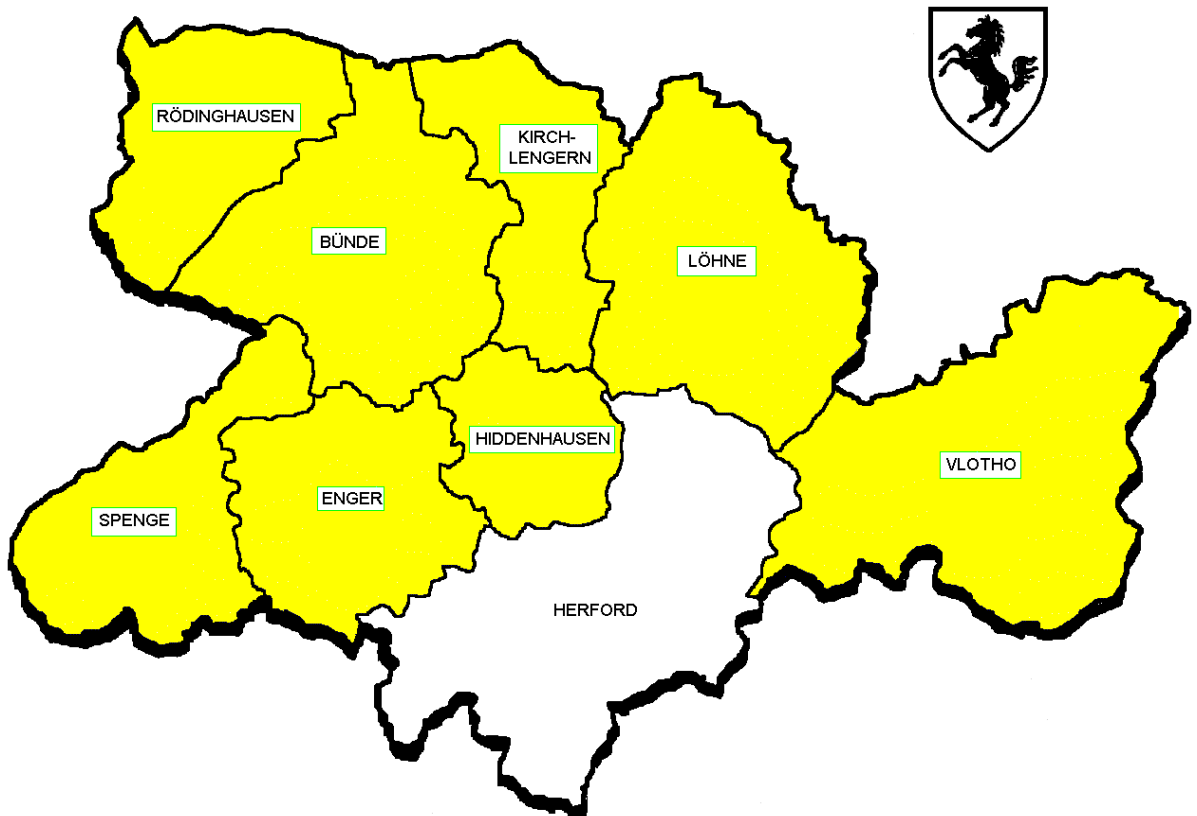 RÖDINGHAUSEN
KIRCH-
LENGERN
BÜNDE
LÖHNE
HIDDENHAUSEN
VLOTHO
ENGER
SPENGE
HERFORD